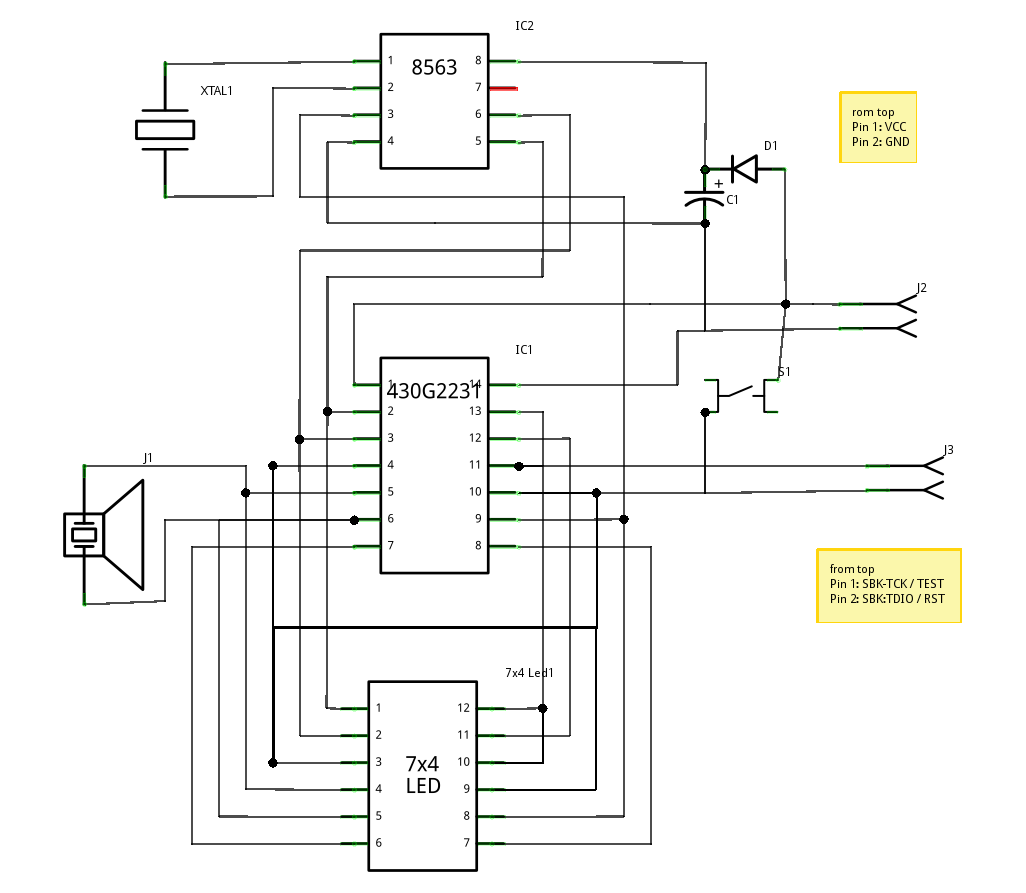 IC2
8563
1
2
3
4
8
7
6
5
XTAL1
rom top
Pin 1: VCC
Pin 2: GND
D1
+
C1
J2
IC1
430G2231
1
2
3
4
5
6
7
14
13
12
11
10
9
8
S1
J1
J3
from top
Pin 1: SBK-TCK / TEST
Pin 2: SBK:TDIO / RST
7x4 Led1
7x4
LED
1
2
3
4
5
6
12
11
10
9
8
7